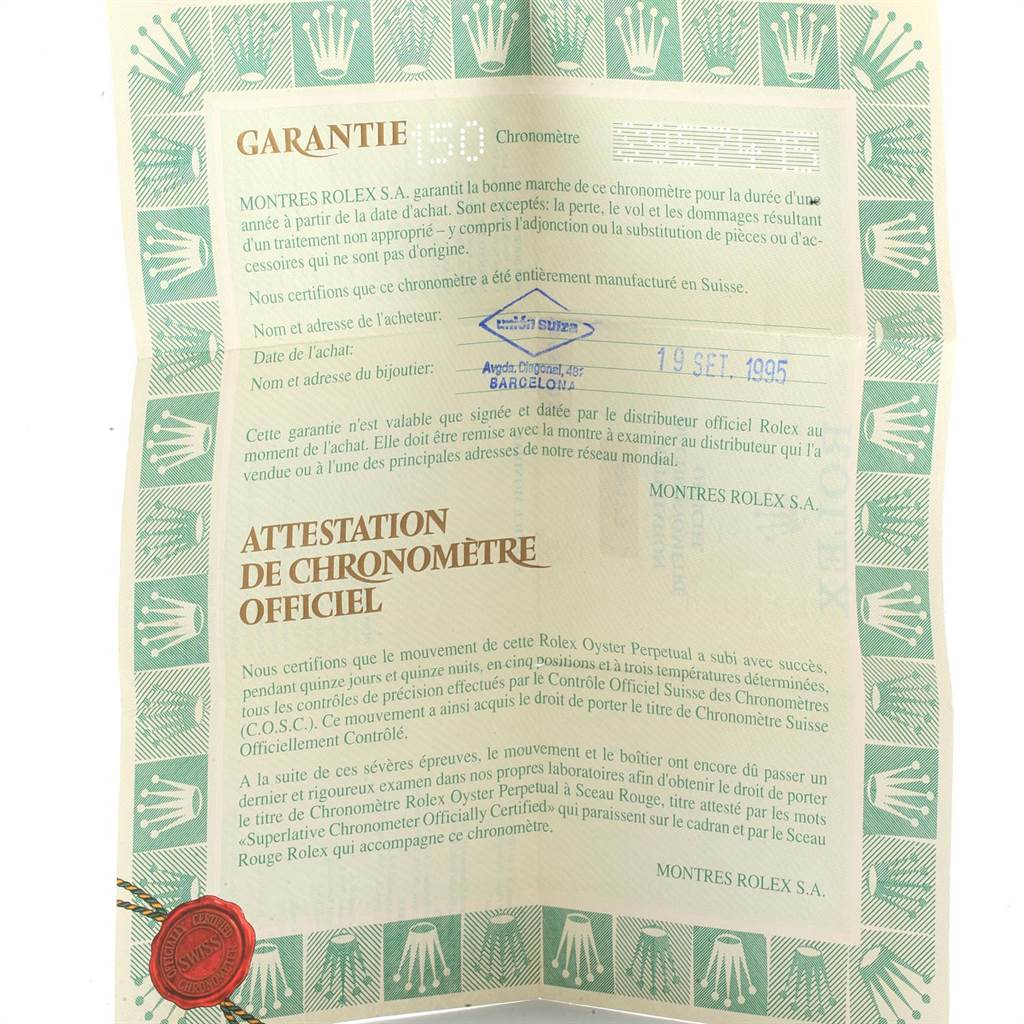 GARANTIE 150 Chronomètre
MONTRES ROLEX S.A. garantit la bonne marche de ce chronomètre pour la durée d'une
année à partir de la date d'achat. Sont exceptés: la perte, le vol et les dommages résultant
d'un traitement non approprié – y compris l'adjonction ou la substitution de pièces ou d'ac-
cessoires qui ne sont pas d'origine.
Nous certifions que ce chronomètre a été entièrement manufacturé en Suisse.
Nom et adresse de l'acheteur:
unión suiza
Date de l'achat:
19 SET. 1995
Nom et adresse du bijoutier:
Avgda. Diagonal,
BARCELONA
Cette garantie n'est valable que signée et datée par le distributeur officiel Rolex au
moment de l'achat. Elle doit être remise avec la montre à examiner au distributeur qui l'a
vendue ou à l'une des principales adresses de notre réseau mondial.
MONTRES ROLEX S.A.
ATTESTATION
DE CHRONOMÈTRE
OFFICIEL
Nous certifions que le mouvement de cette Rolex Oyster Perpetual a subi avec succès,
pendant quinze jours et quinze nuits, en cinq positions et à trois températures déterminées,
tous les contrôles de précision effectués par le Contrôle Officiel Suisse des Chronomètres
(C.O.S.C.). Ce mouvement a ainsi acquis le droit de porter le titre de Chronomètre Suisse
Officiellement Contrôlé.
A la suite de ces sévères épreuves, le mouvement et le boîtier ont encore dû passer un
dernier et rigoureux examen dans nos propres laboratoires afin d'obtenir le droit de porter
le titre de Chronomètre Rolex Oyster Perpetual à Sceau Rouge, titre attesté par les mots
«Superlative Chronometer Officially Certified» qui paraissent sur le cadran et par le Sceau
Rouge Rolex qui accompagne ce chronomètre.
MONTRES ROLEX S.A.
OFFICIALLY CERTIFIED
SWISS
CHRONOMETER